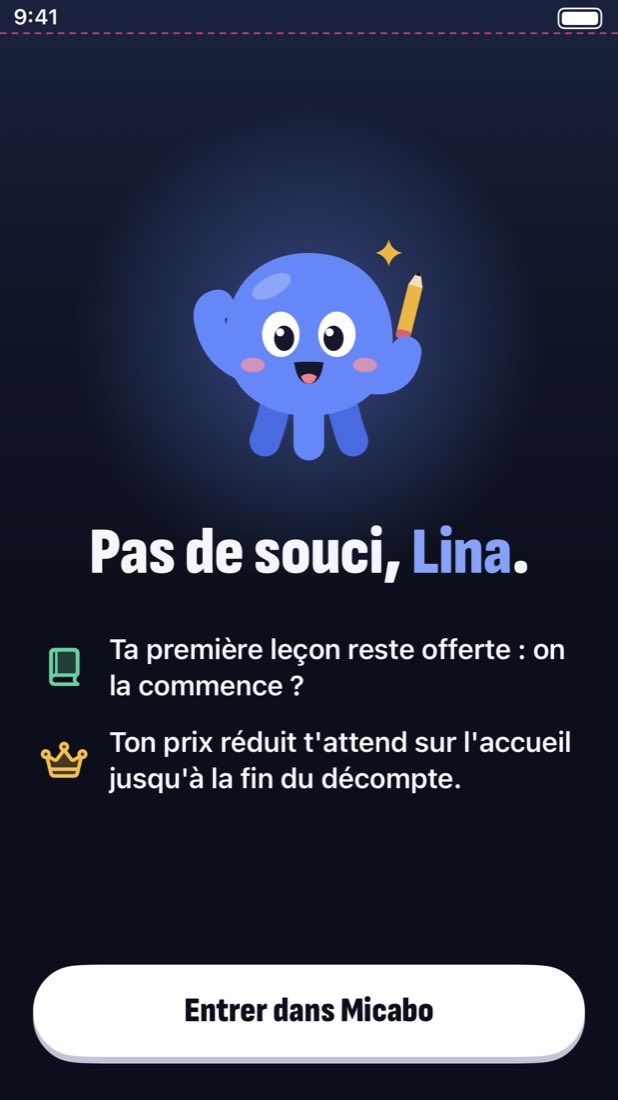 9:41
Pas de souci, Lina.
Ta première leçon reste offerte : on
la commence ?
Ton prix réduit t'attend sur l'accueil
jusqu'à la fin du décompte.
Entrer dans Micabo